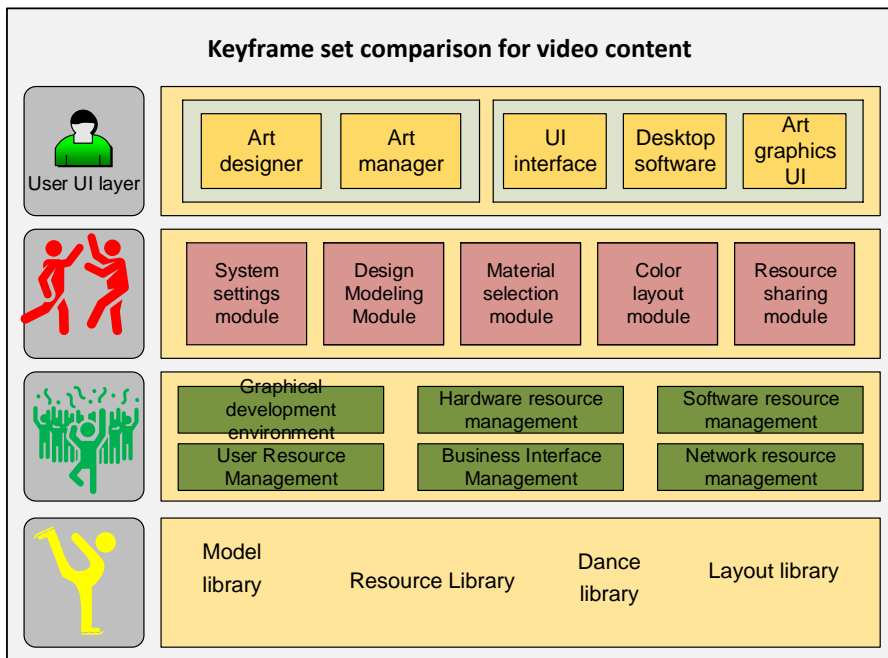 Keyframe set comparison for video content
User UI layer
Art
designer
Art
manager
UI
interface
Desktop
software
Art
graphics
UI
System
settings
module
Design
Modeling
Module
Material
selection
module
Color
layout
module
Resource
sharing
module
Graphical
development
environment
Hardware resource
management
Software resource
management
User Resource
Management
Business Interface
Management
Network resource
management
Model
library
Resource Library
Dance
library
Layout library